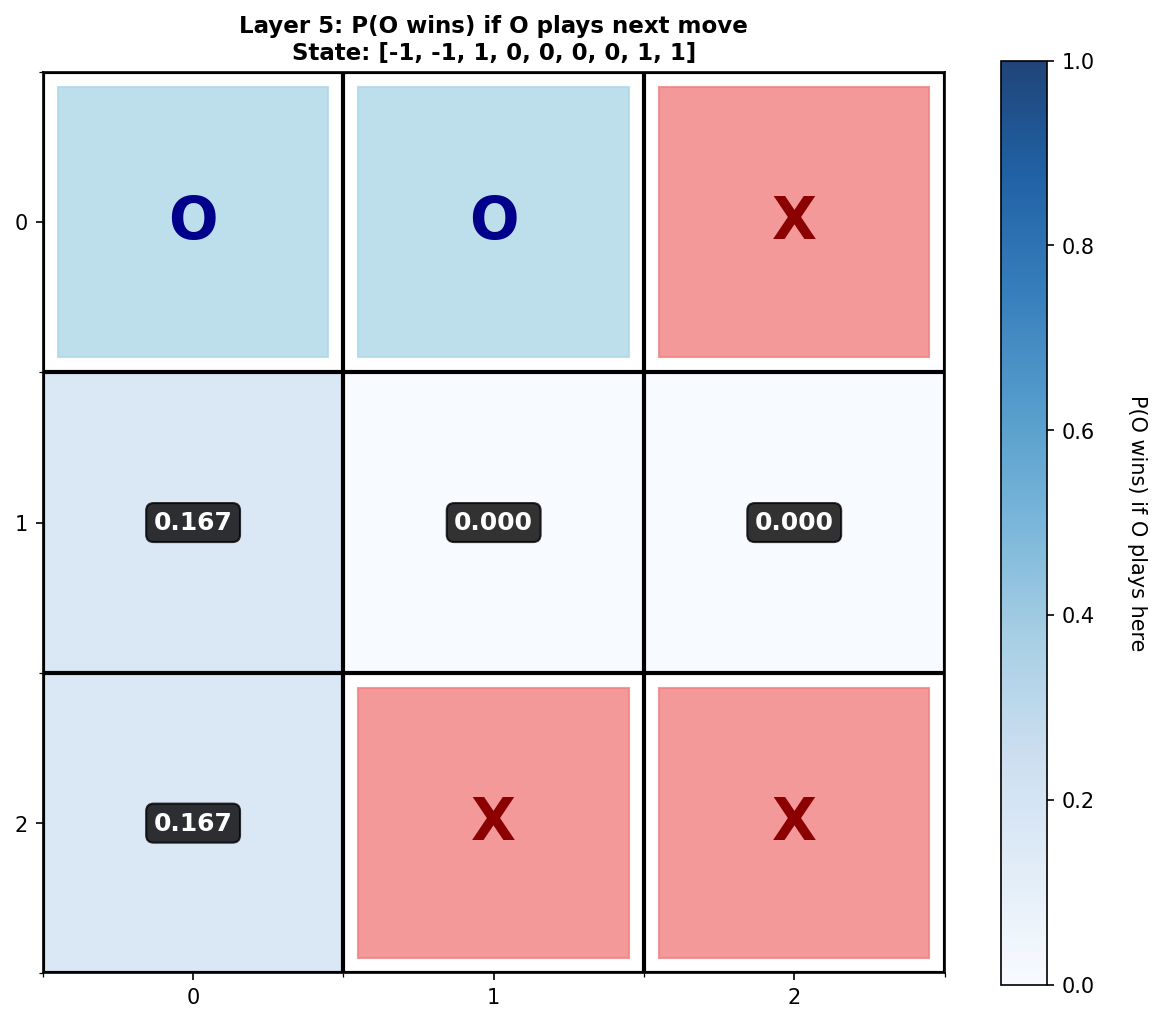 Layer 5: P(O wins) if O plays next move
State: [-1, -1, 1, 0, 0, 0, 0, 1, 1]
0
O
O
X
1
0.167
0.000
0.000
2
0.167
X
X
0
1
2
1.0
0.8
0.6
0.4
0.2
0.0
P(O wins) if O plays here